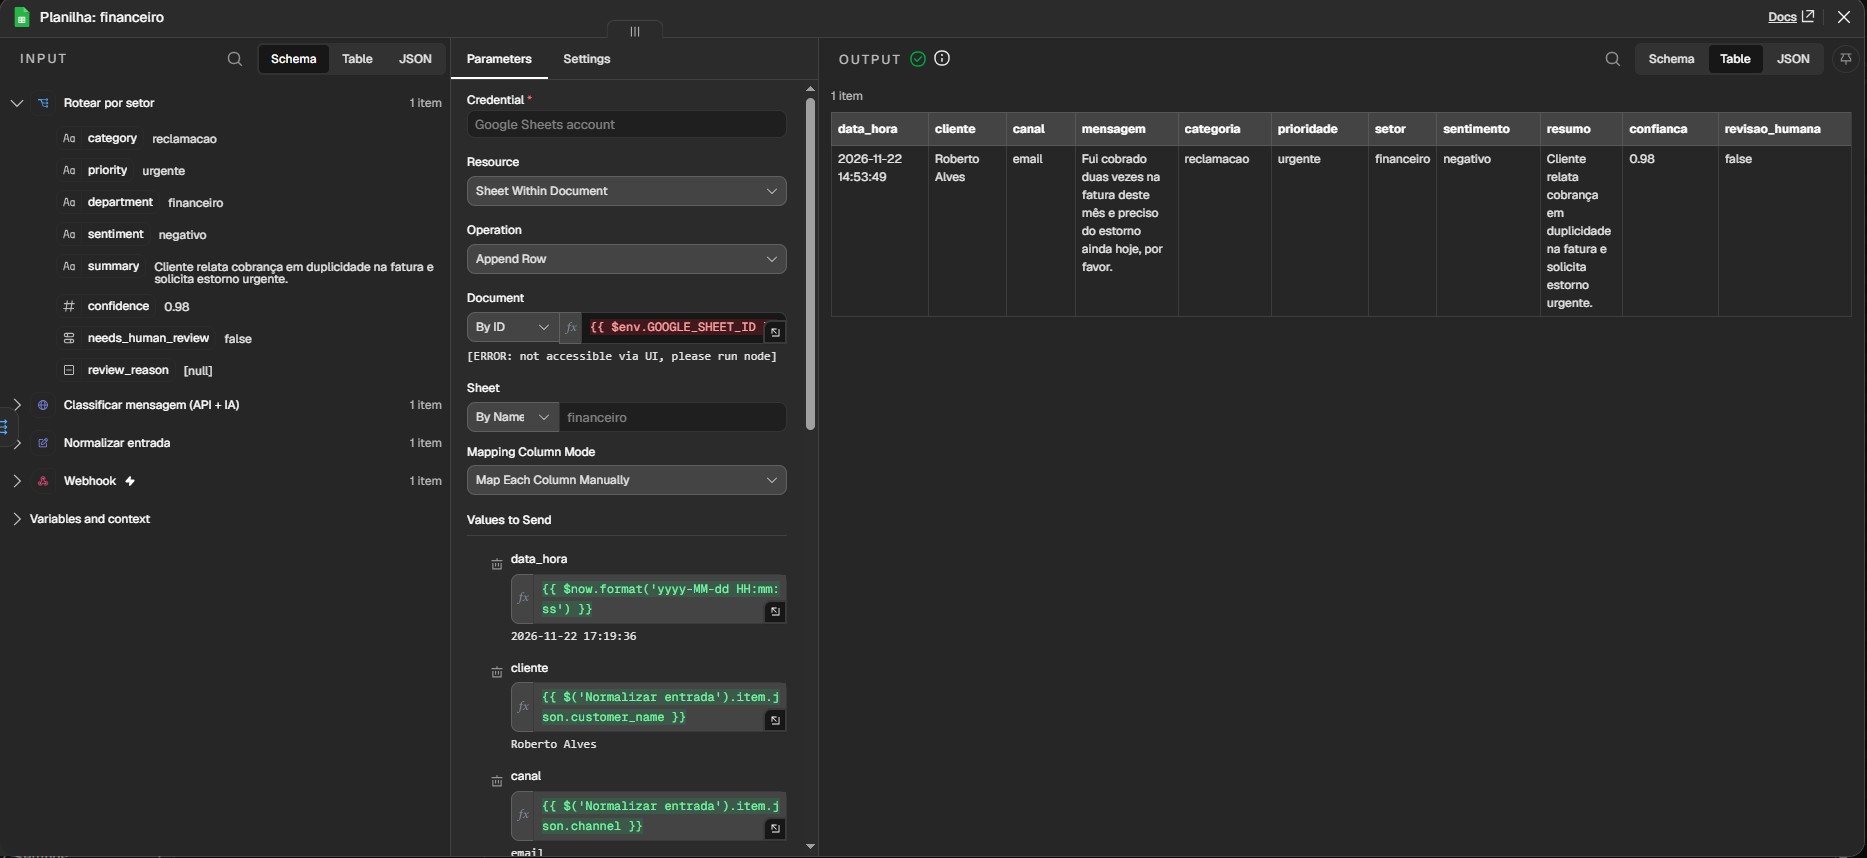 Planilha: financeiro
Docs
INPUT
Schema
Table
JSON
Rotear por setor
1 item
category
reclamacao
priority
urgente
department
financeiro
sentiment
negativo
summary
Cliente relata cobrança em duplicidade na fatura e
solicita estorno urgente.
confidence
0.98
needs_human_review
false
review_reason
[null]
Classificar mensagem (API + IA)
1 item
Normalizar entrada
1 item
Webhook
1 item
Variables and context
Parameters
Settings
Credential *
Google Sheets account
Resource
Sheet Within Document
Operation
Append Row
Document
By ID
fx
{{ $env.GOOGLE_SHEET_ID
[ERROR: not accessible via UI, please run node]
Sheet
By Name
financeiro
Mapping Column Mode
Map Each Column Manually
Values to Send
data_hora
fx
{{ $now.format('yyyy-MM-dd HH:mm:
ss') }}
2026-11-22 17:19:36
cliente
fx
{{ $('Normalizar entrada').item.j
son.customer_name }}
Roberto Alves
canal
fx
{{ $('Normalizar entrada').item.j
son.channel }}
email
OUTPUT
Schema
Table
JSON
1 item
data_hora
cliente
canal
mensagem
categoria
prioridade
setor
sentimento
resumo
confianca
revisao_humana
2026-11-22
14:53:49
Roberto
Alves
email
Fui cobrado
duas vezes na
fatura deste
mês e preciso
do estorno
ainda hoje, por
favor.
reclamacao
urgente
financeiro
negativo
Cliente
relata
cobrança
em
duplicidade
na fatura e
solicita
estorno
urgente.
0.98
false